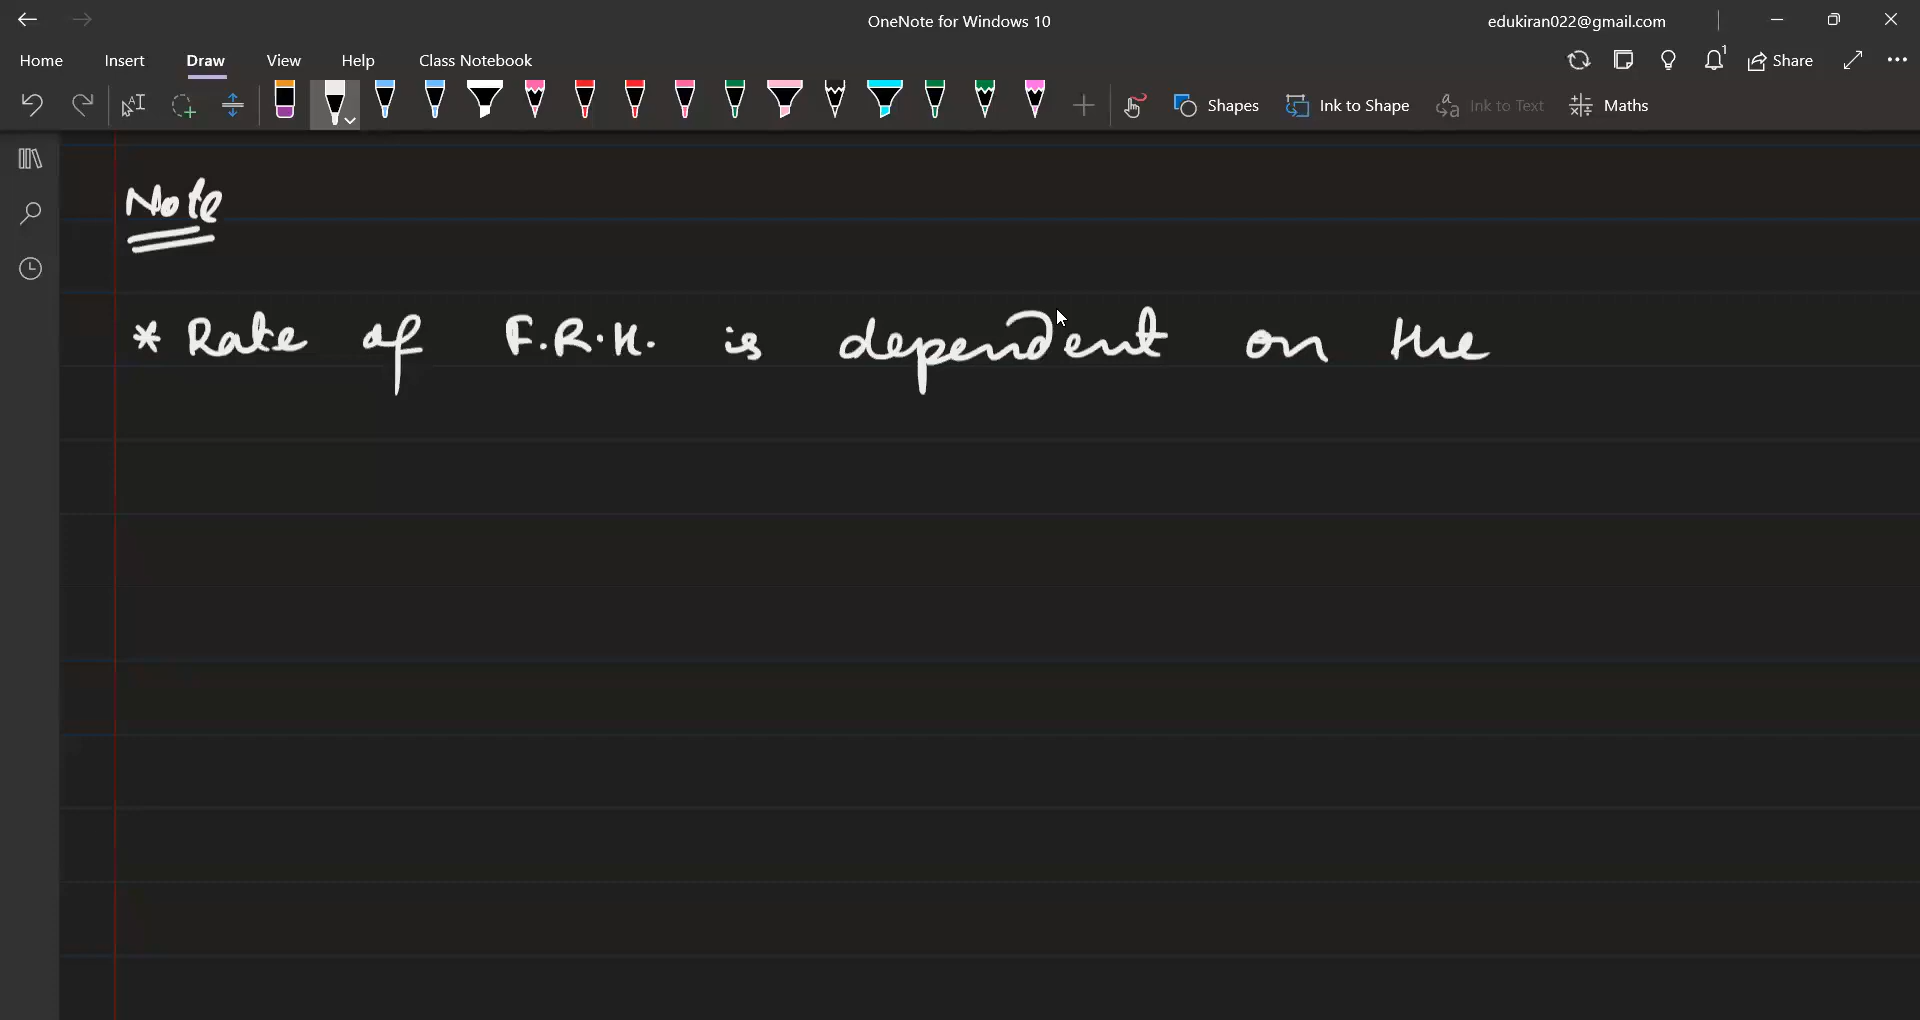 OneNote for Windows 10
edukiran022@gmail.com
Home Insert Draw View Help Class Notebook
1 Share
Shapes Ink to Shape Ink to Text Maths
Note
* Rate of F.R.H. is dependent on the